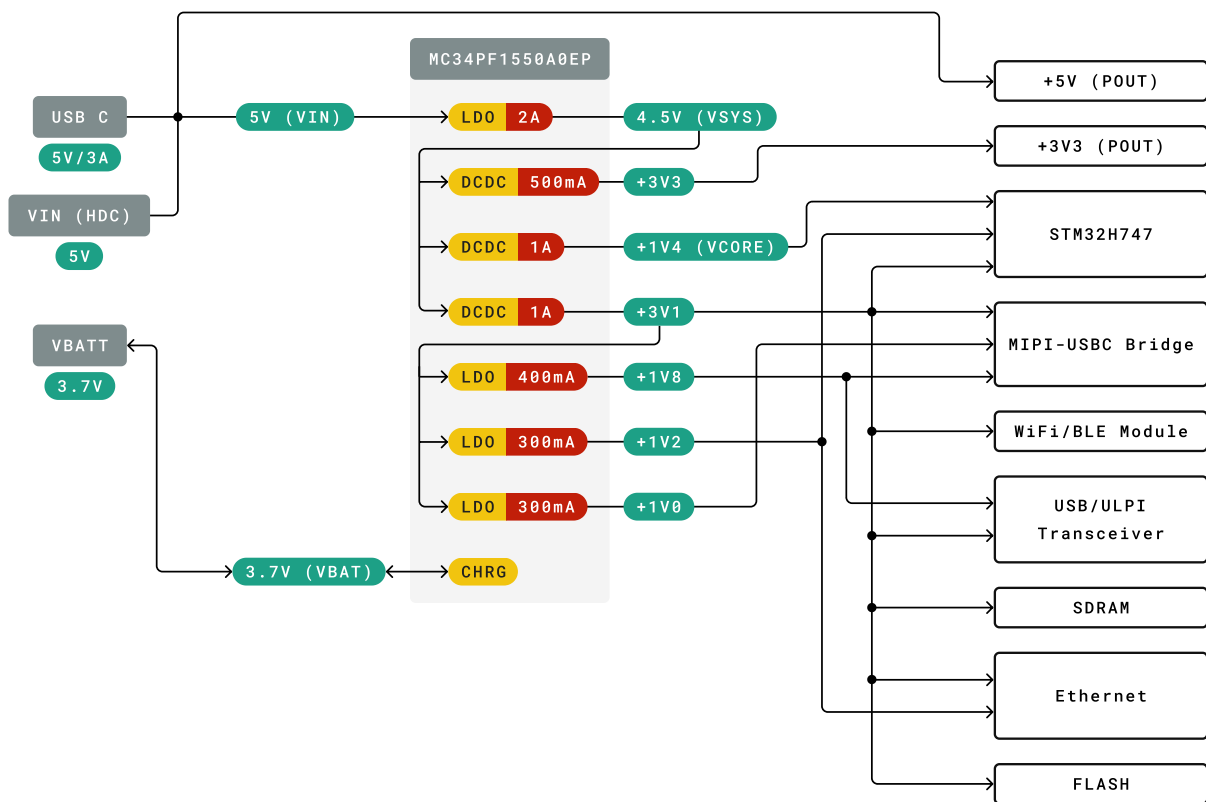 MC34PF1550A0EP
+5V (POUT)
USB C
5V (VIN)
LDO 2A
4.5V (VSYS)
5V/3A
+3V3 (POUT)
DCDC 500mA
+3V3
VIN (HDC)
5V
STM32H747
DCDC 1A
+1V4 (VCORE)
DCDC 1A
+3V1
VBATT
MIPI-USBC Bridge
3.7V
LDO 400mA
+1V8
WiFi/BLE Module
LDO 300mA
+1V2
LDO 300mA
+1V0
USB/ULPI
Transceiver
3.7V (VBAT)
CHRG
SDRAM
Ethernet
FLASH